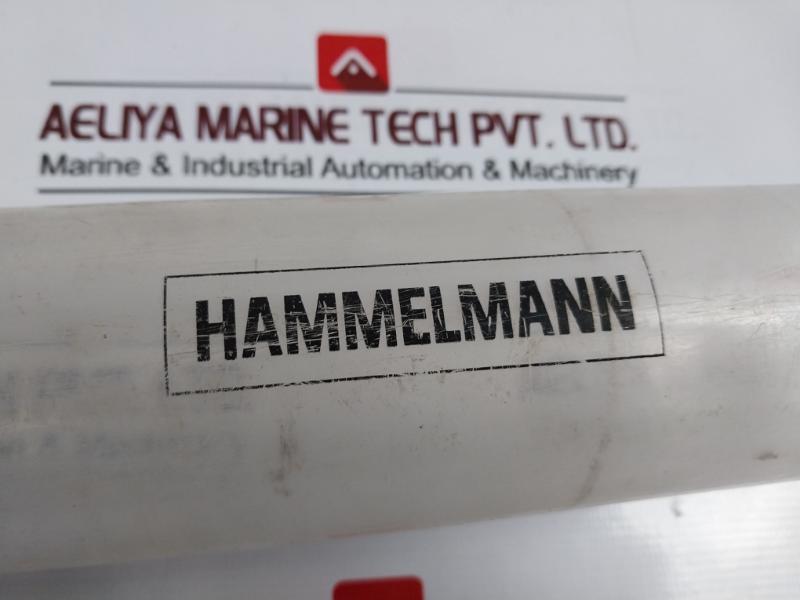 AELIYA MARINE TECH PVT. LTD.
Marine & Industrial Automation & Machinery
HAMMELMANN